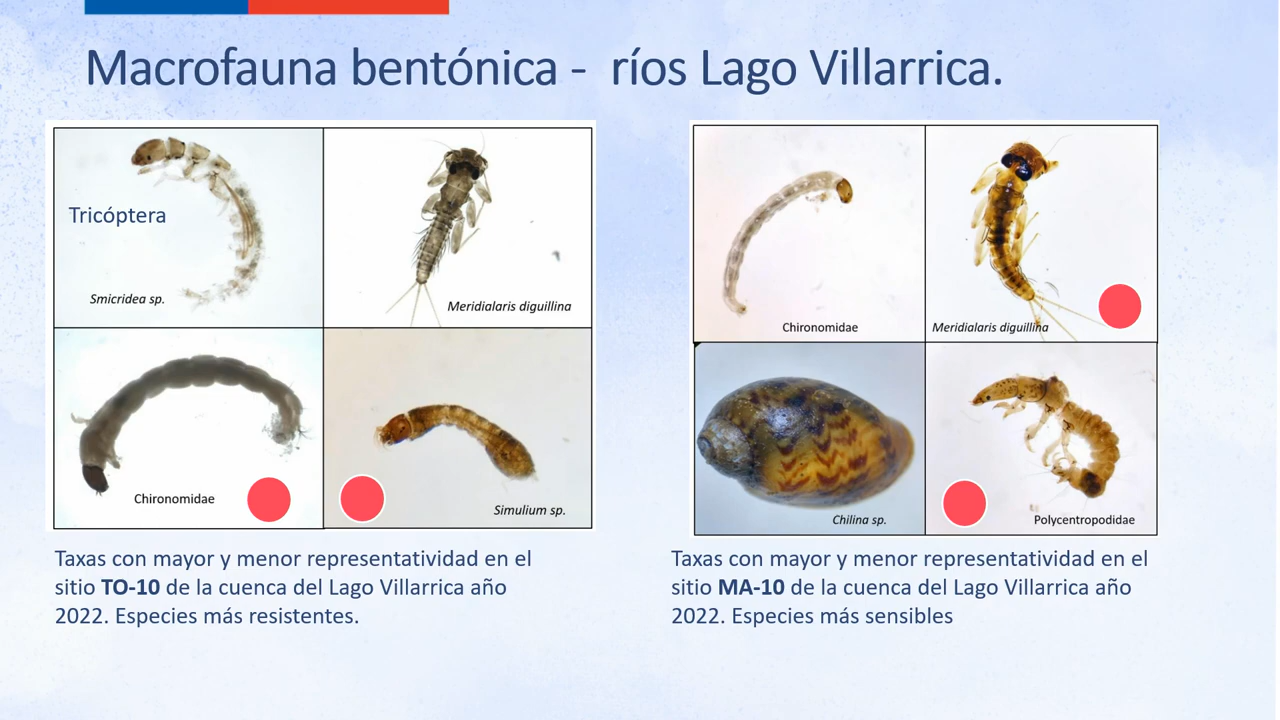 Macrofauna bentónica -  ríos Lago Villarrica.
Tricóptera
Smicridea sp.
Meridialaris diguillina
Chironomidae
Simulium sp.
Taxas con mayor y menor representatividad en el
sitio TO-10 de la cuenca del Lago Villarrica año
2022. Especies más resistentes.
Chironomidae
Meridialaris diguillina
Chilina sp.
Polycentropodidae
Taxas con mayor y menor representatividad en el
sitio MA-10 de la cuenca del Lago Villarrica año
2022. Especies más sensibles